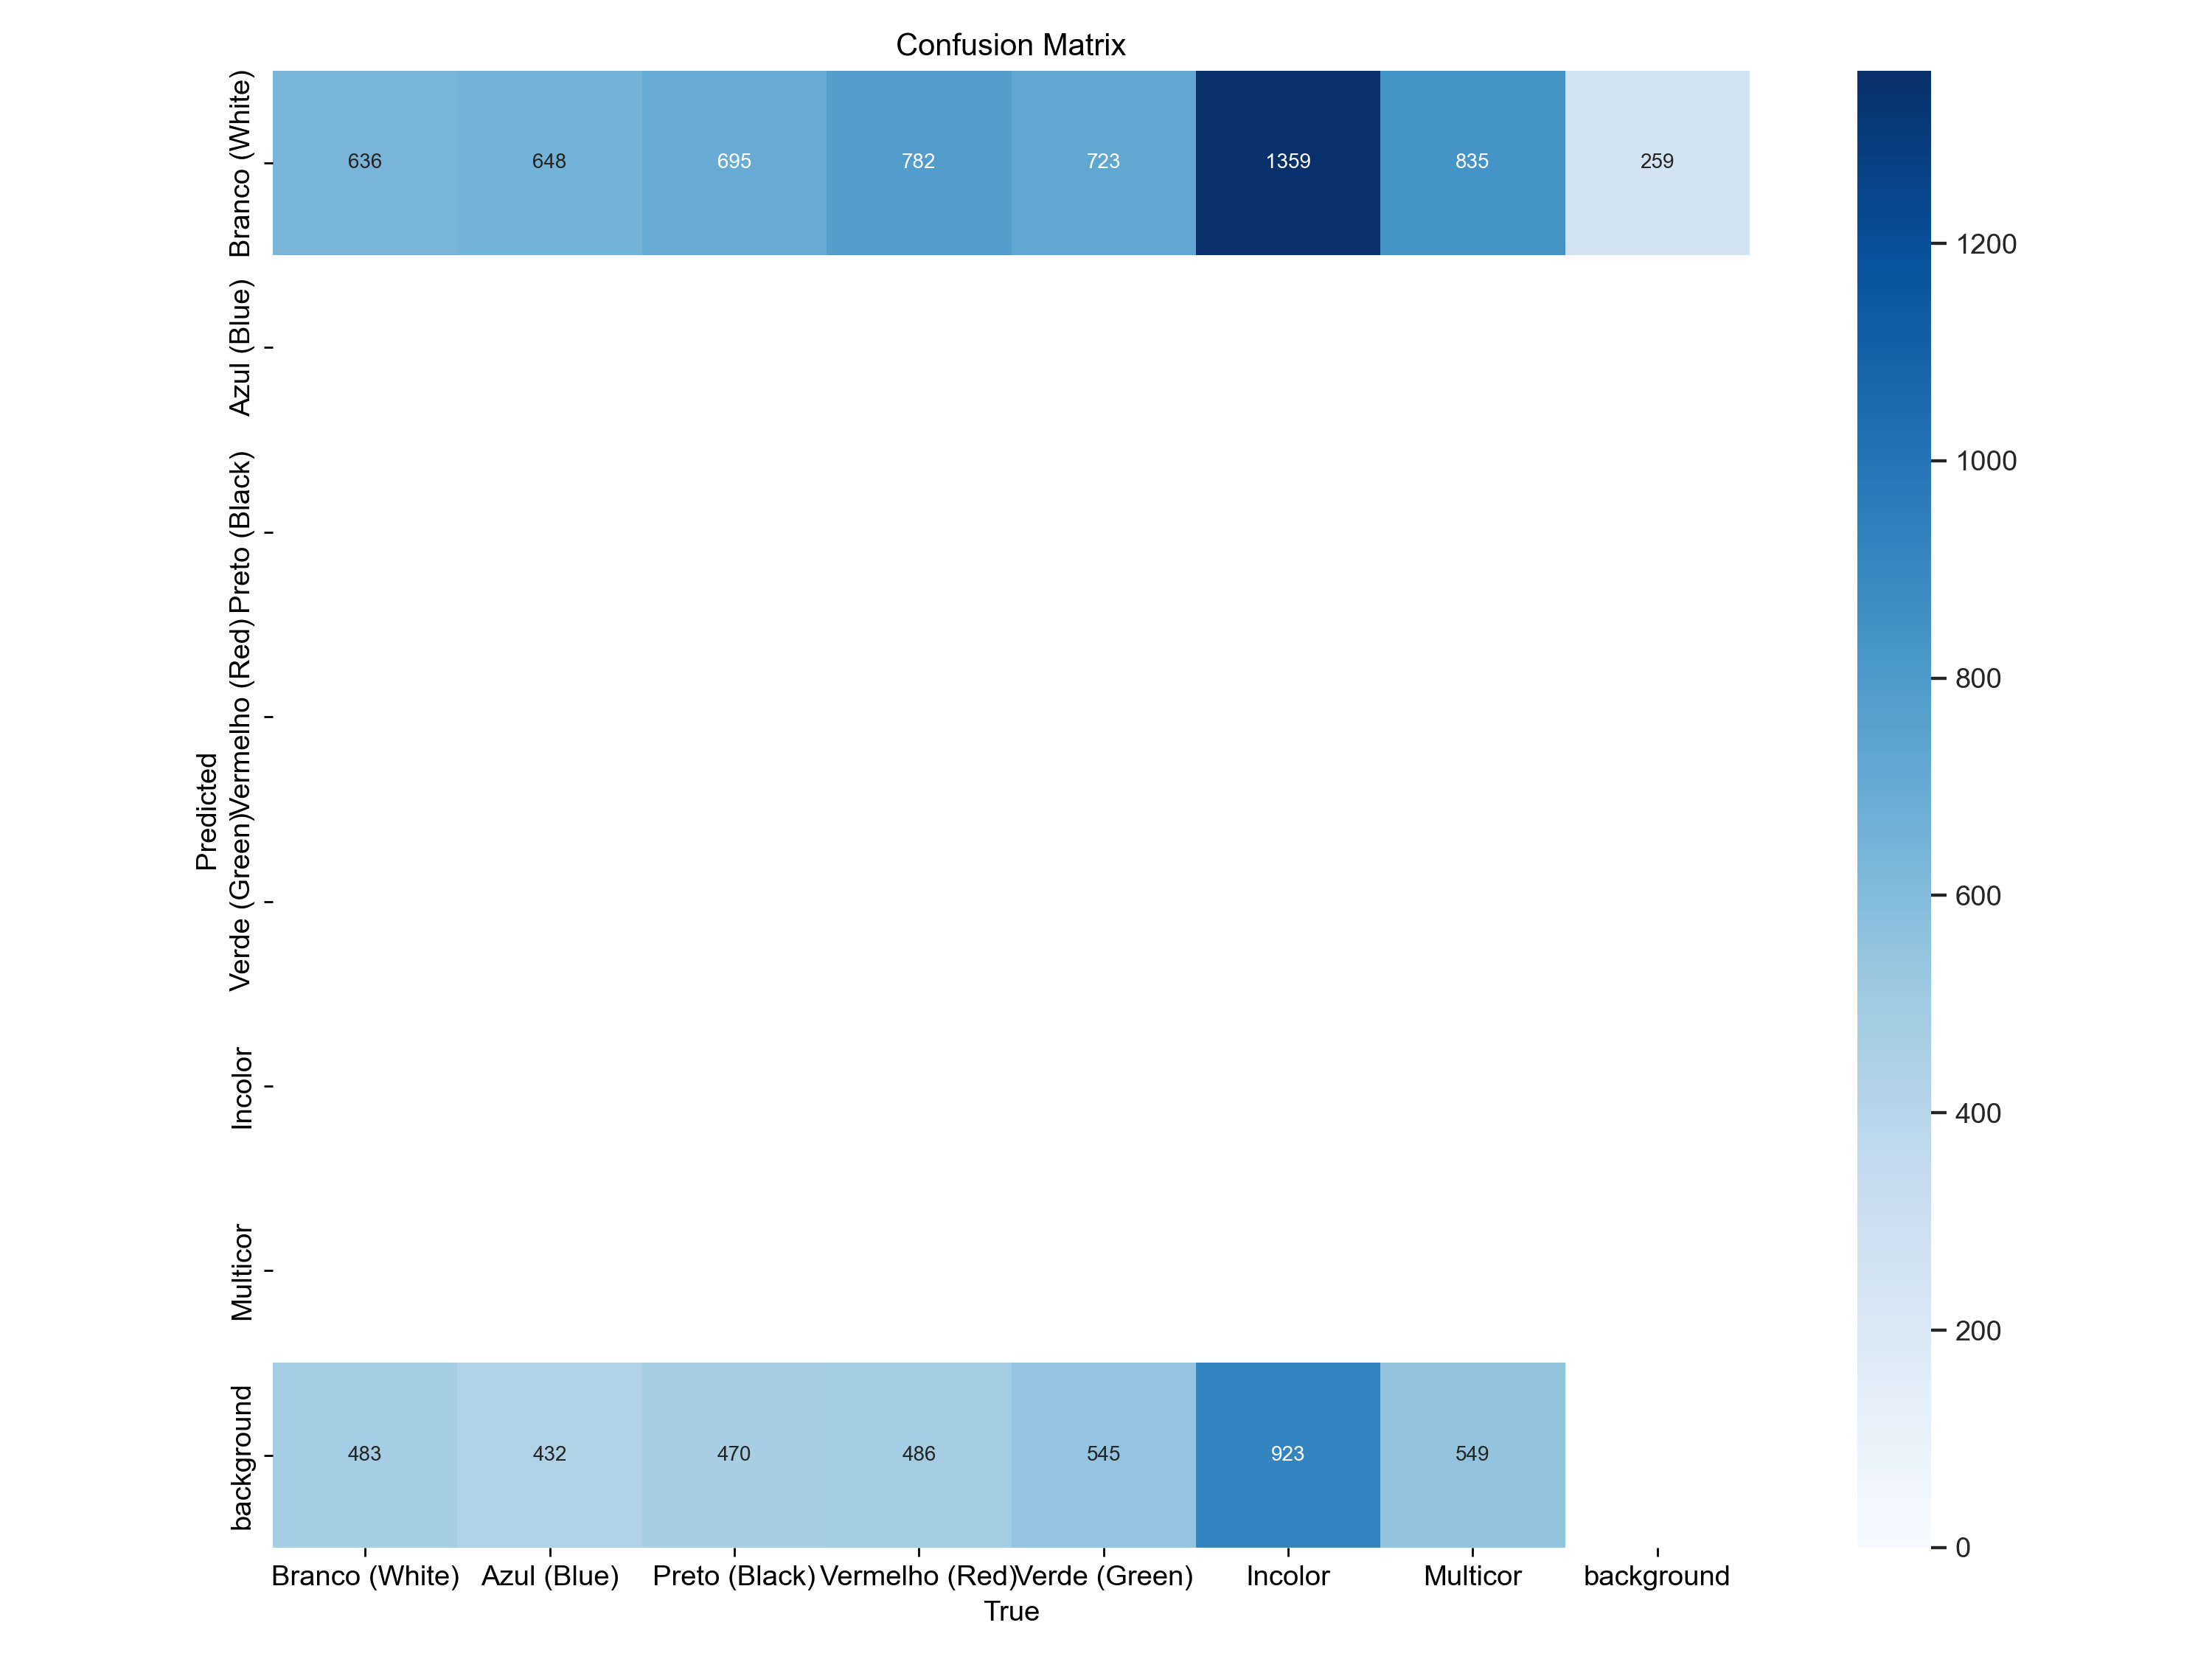 Confusion Matrix
Branco (White)
636 648 695 782 723 1359 835 259
Azul (Blue)
Preto (Black)
Vermelho (Red)
Verde (Green)
Incolor
Multicor
background
483 432 470 486 545 923 549
Predicted
Branco (White) Azul (Blue) Preto (Black) Vermelho (Red) Verde (Green) Incolor Multicor background
True
1200
1000
800
600
400
200
0